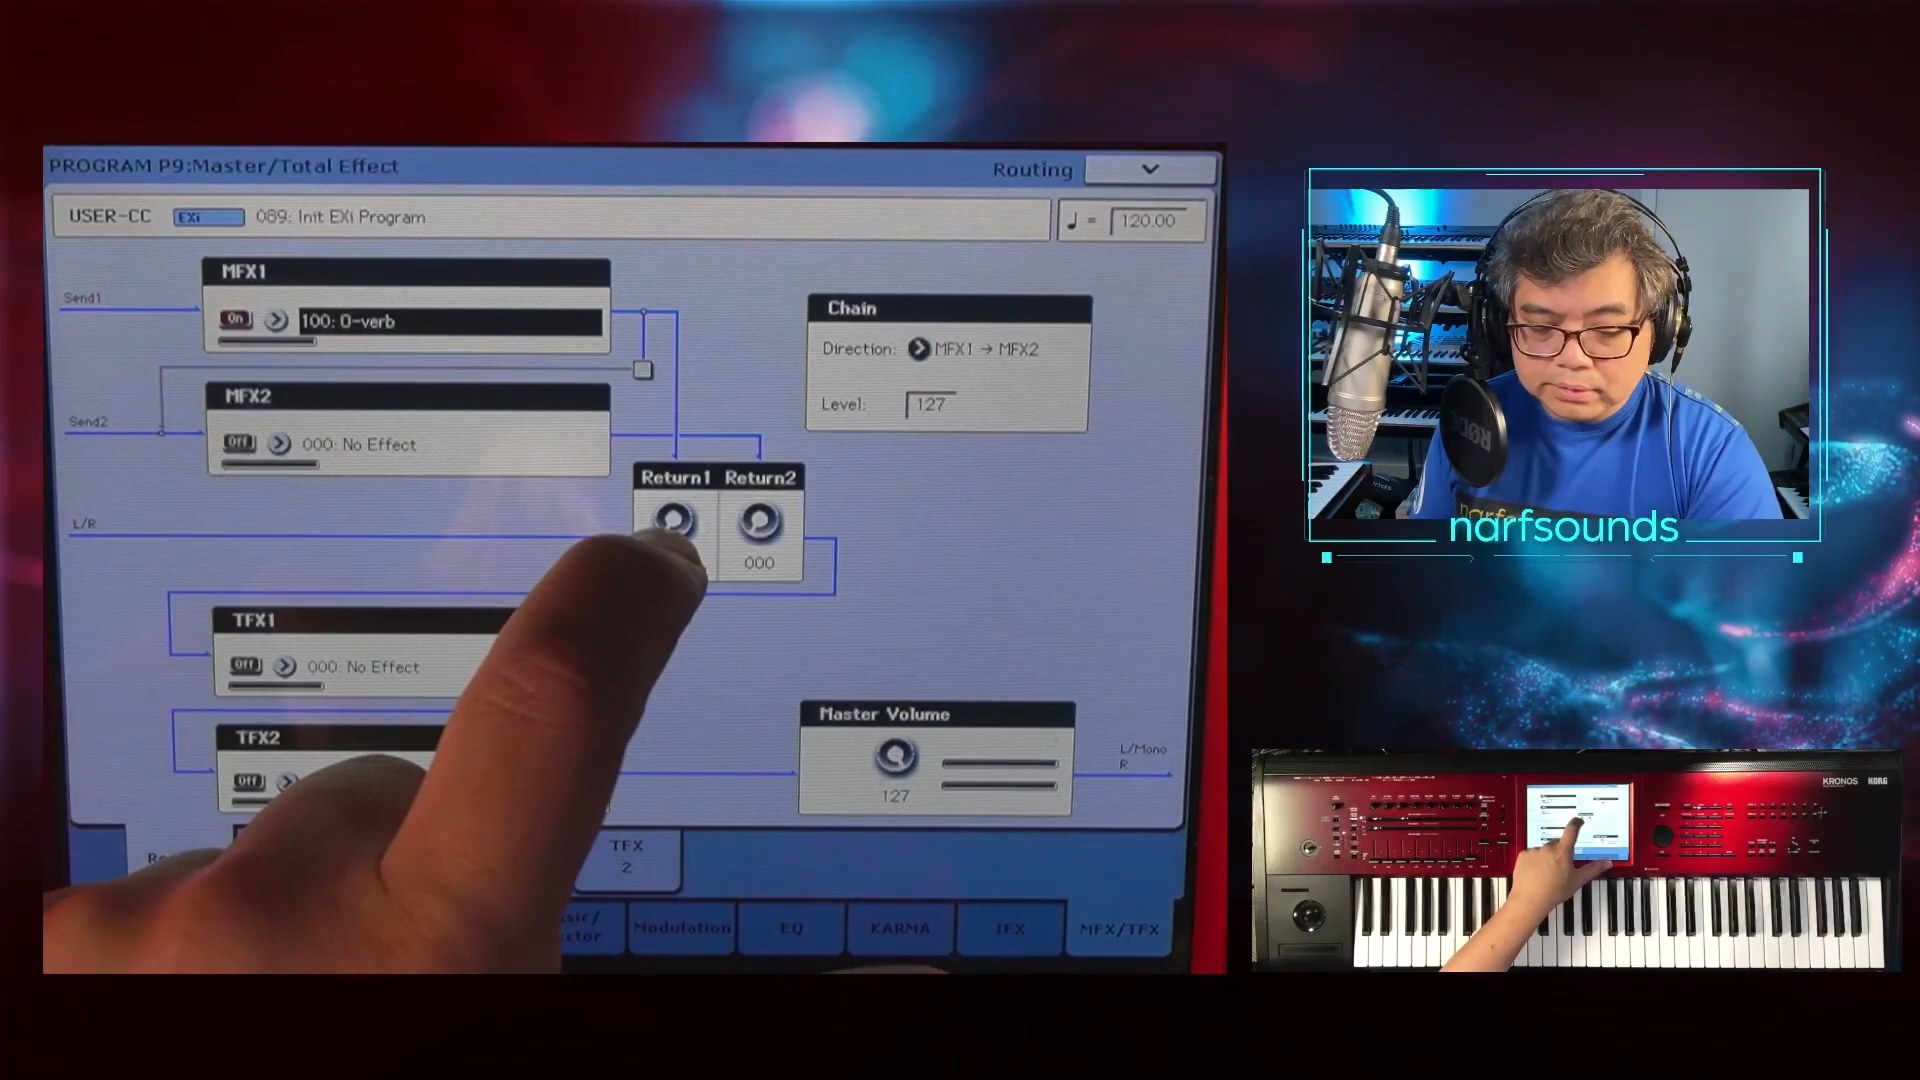 PROGRAM P9:Master/Total Effect
Routing
USER-CC EXi 089: Init EXi Program
♩ = 120.00
MFX1
Send1
On 100: O-verb
MFX2
Send2
Off 000: No Effect
Chain
Direction: MFX1 → MFX2
Level: 127
Return1 Return2
L/R
000
TFX1
Off 000: No Effect
TFX2
Off
Master Volume
127
L/Mono
R
TFX
2
Modulation
EQ
KARMA
IFX
MFX/TFX
RØDE
narfsounds
KRONOS KORG